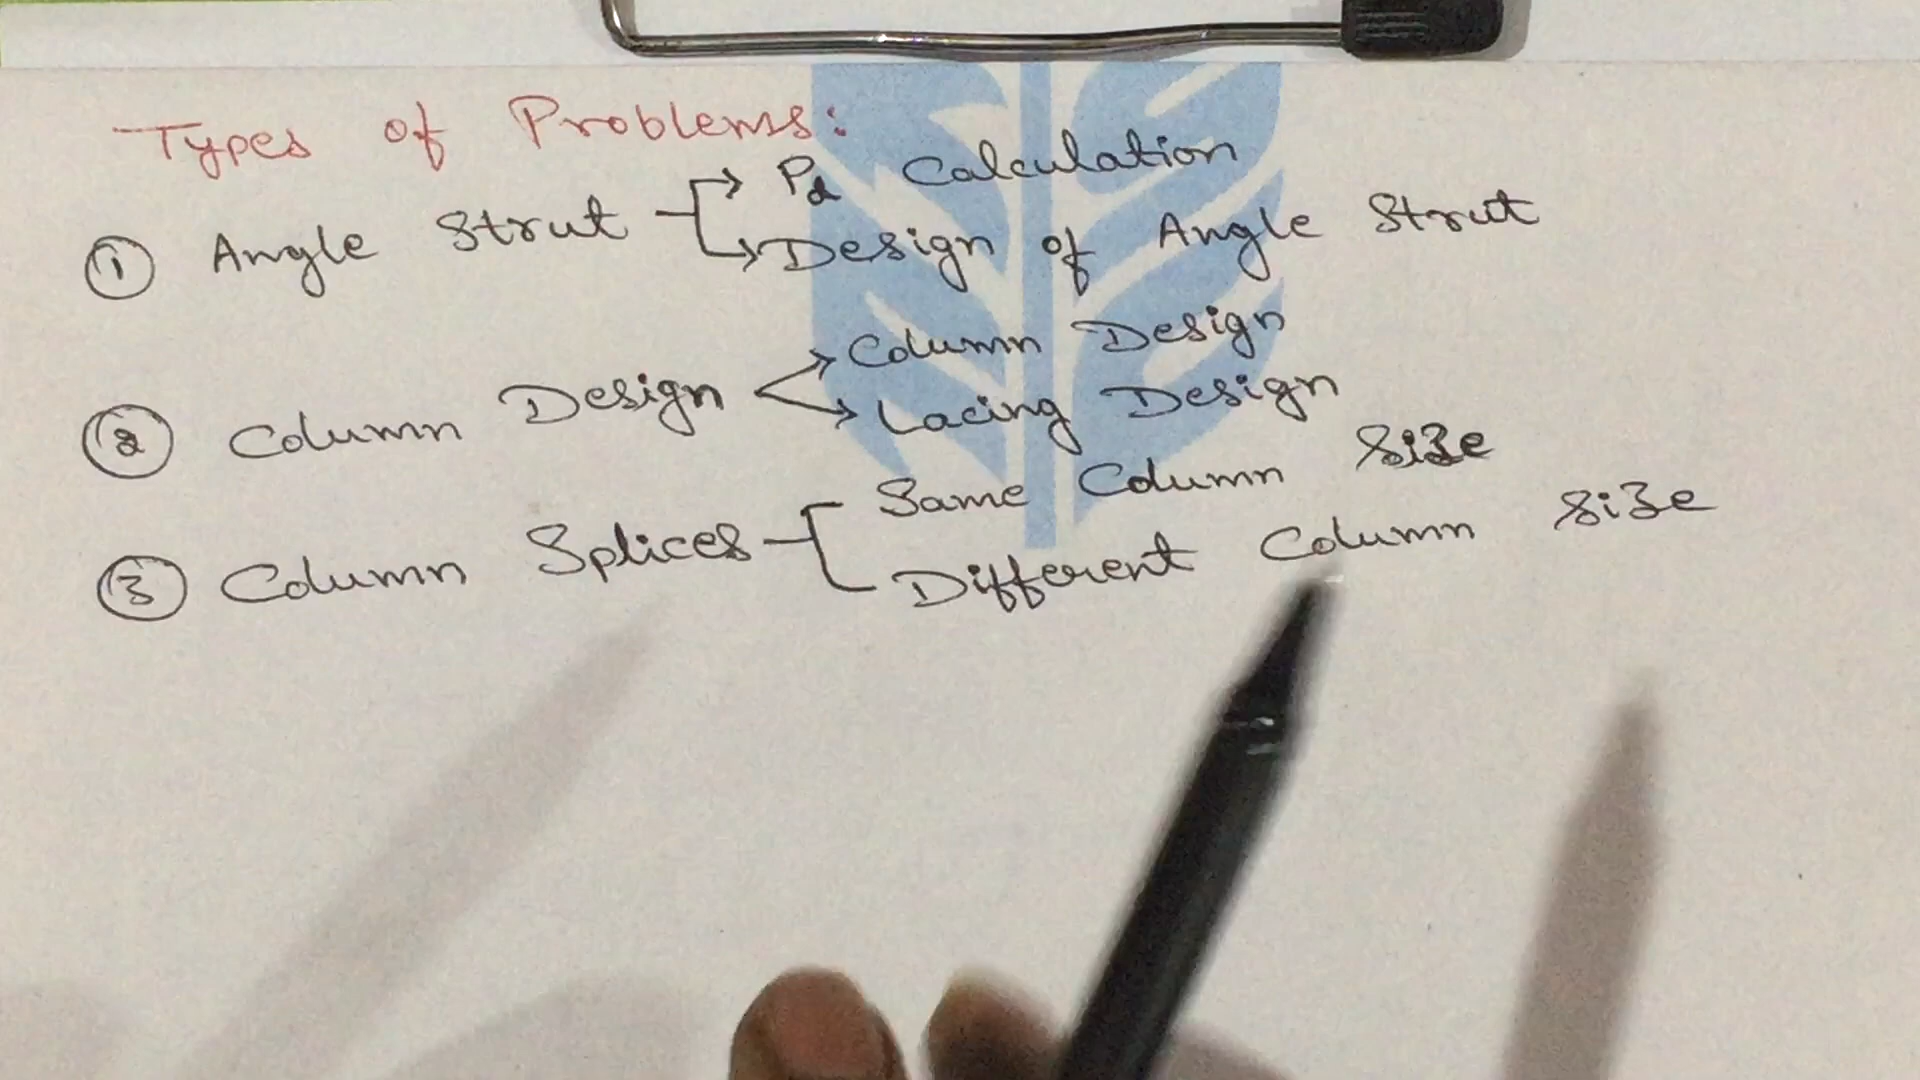 Types of Problems:
① Angle Strut → Pd Calculation
→ Design of Angle Strut
② Column Design → Column Design
→ Lacing Design
③ Column Splices - Same Column Size
Different Column Size